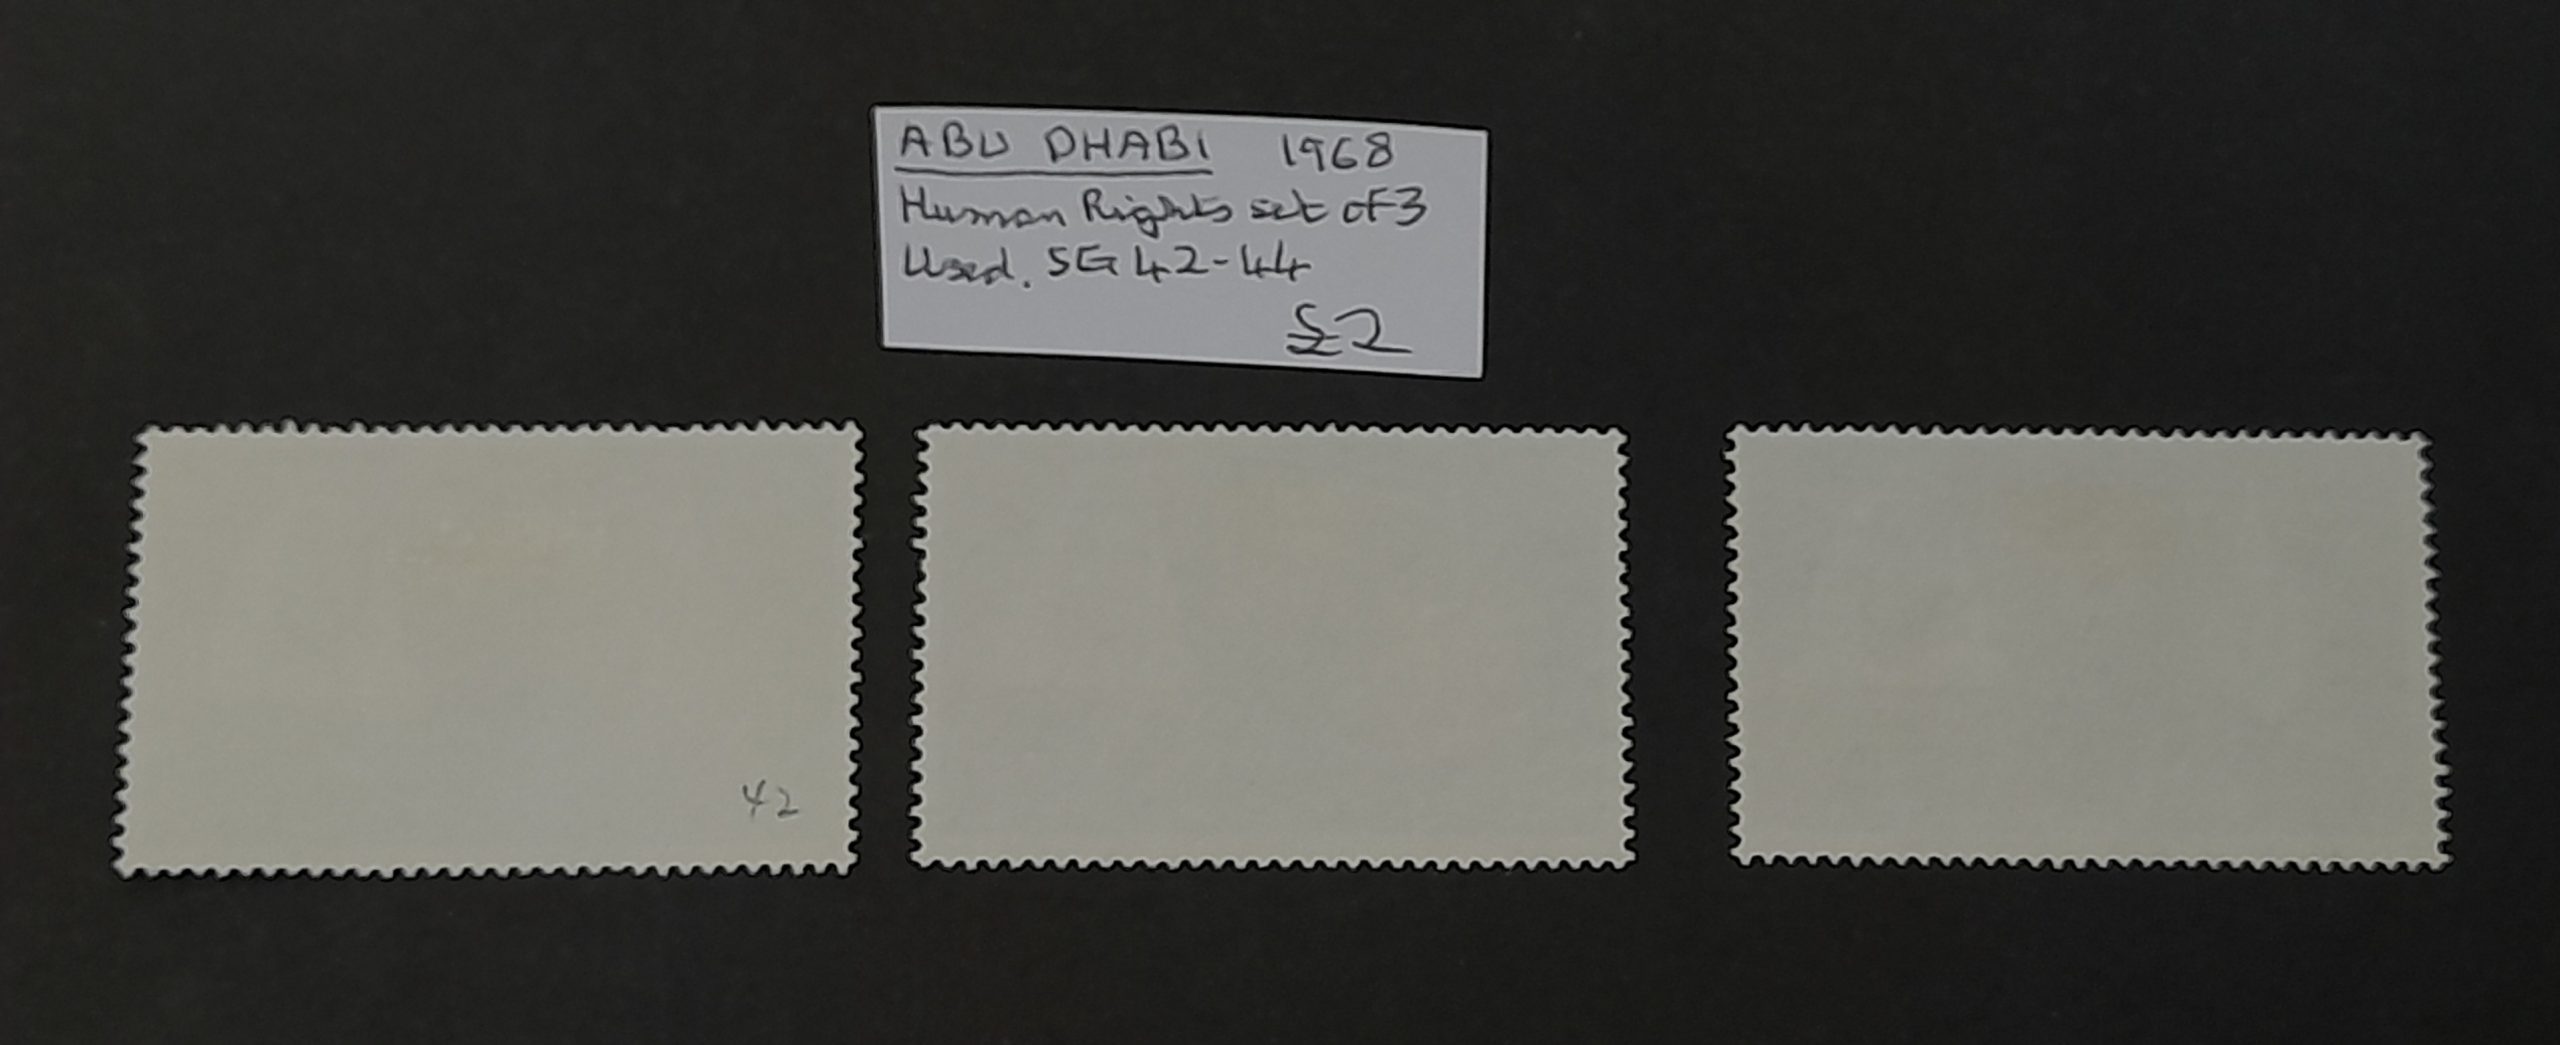 ABU DHABI 1968
Human Rights set of 3
Used. SG 42-44
£2
42